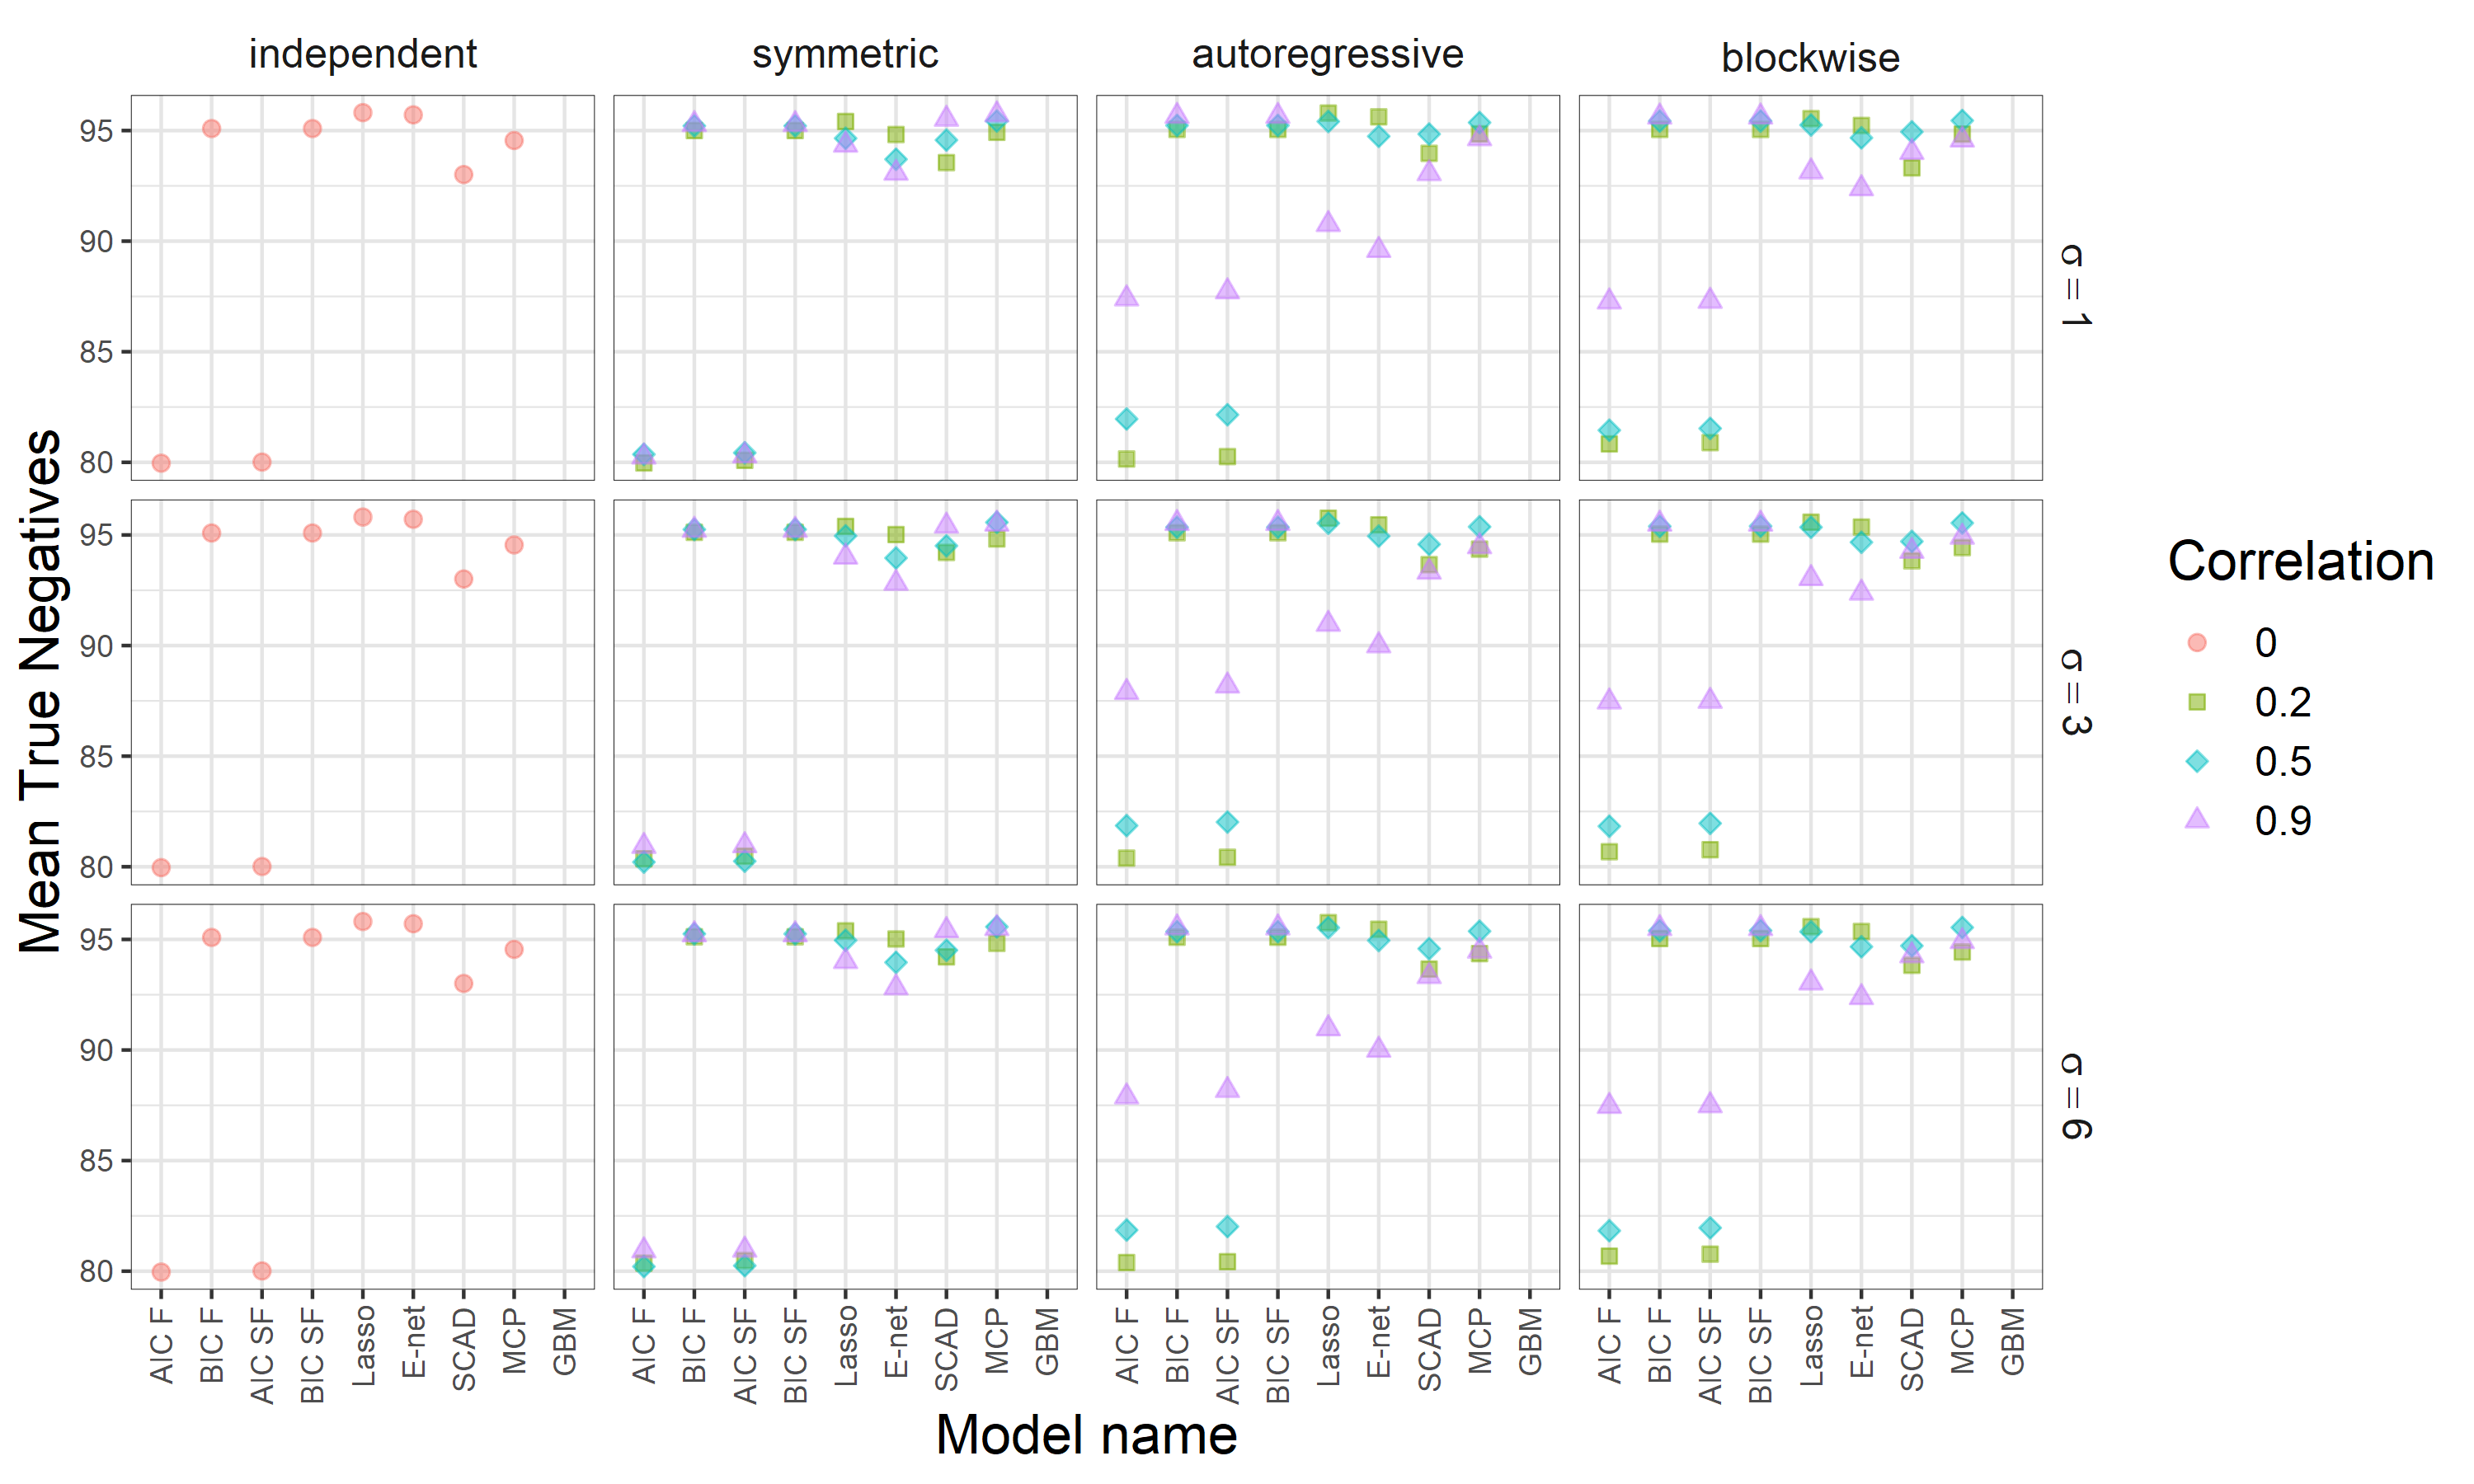 independent
symmetric
autoregressive
blockwise
Mean True Negatives
95
90
85
80
σ = 1
95
90
85
80
σ = 3
95
90
85
80
σ = 6
AIC F
BIC F
AIC SF
BIC SF
Lasso
E-net
SCAD
MCP
GBM
AIC F
BIC F
AIC SF
BIC SF
Lasso
E-net
SCAD
MCP
GBM
AIC F
BIC F
AIC SF
BIC SF
Lasso
E-net
SCAD
MCP
GBM
AIC F
BIC F
AIC SF
BIC SF
Lasso
E-net
SCAD
MCP
GBM
Model name
Correlation
0
0.2
0.5
0.9